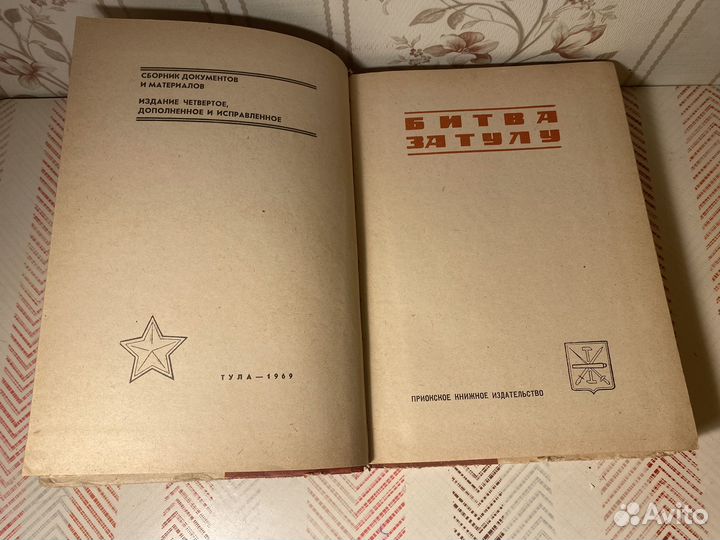 СБОРНИК ДОКУМЕНТОВ
И МАТЕРИАЛОВ
ИЗДАНИЕ ЧЕТВЕРТОЕ,
ДОПОЛНЕННОЕ И ИСПРАВЛЕННОЕ
ТУЛА — 1969
БИТВА
ЗА ТУЛУ
ПРИОКСКОЕ КНИЖНОЕ ИЗДАТЕЛЬСТВО
Avito